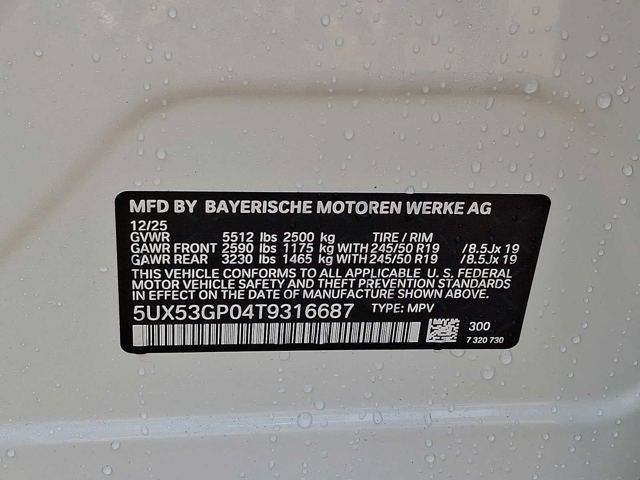 MFD BY BAYERISCHE MOTOREN WERKE AG
12/25
GVWR 5512 lbs 2500 kg TIRE / RIM
GAWR FRONT 2590 lbs 1175 kg WITH 245/50 R19 /8.5Jx 19
GAWR REAR 3230 lbs 1465 kg WITH 245/50 R19 /8.5Jx 19
THIS VEHICLE CONFORMS TO ALL APPLICABLE U. S. FEDERAL
MOTOR VEHICLE SAFETY AND THEFT PREVENTION STANDARDS
IN EFFECT ON THE DATE OF MANUFACTURE SHOWN ABOVE.
5UX53GP04T9316687 TYPE: MPV
300
7 320 730